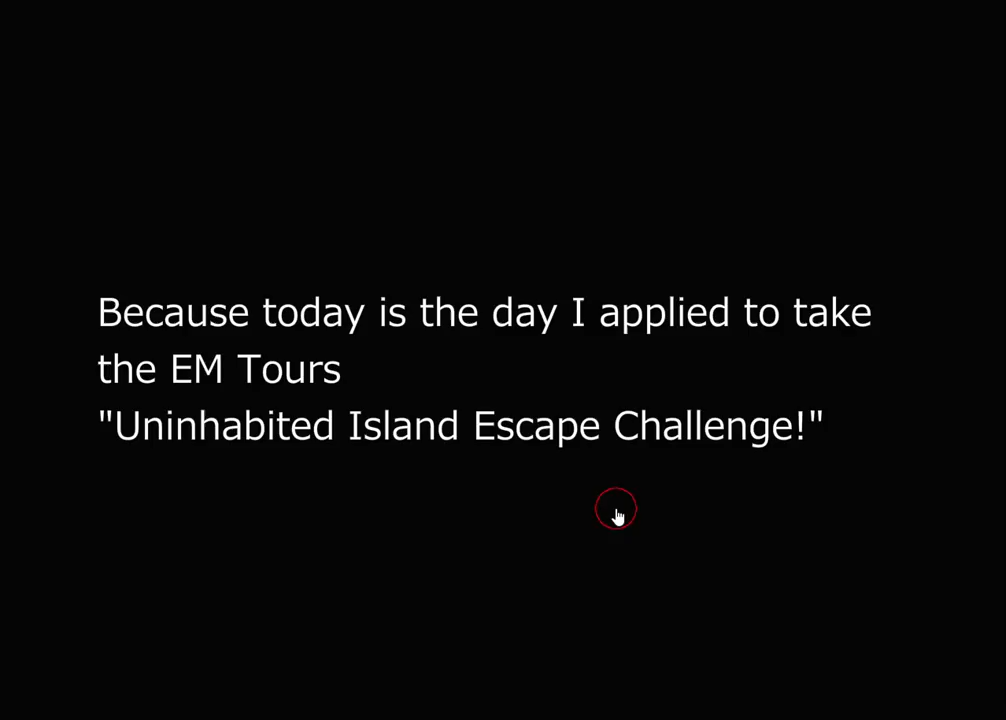 Because today is the day I applied to take
the EM Tours
"Uninhabited Island Escape Challenge!"